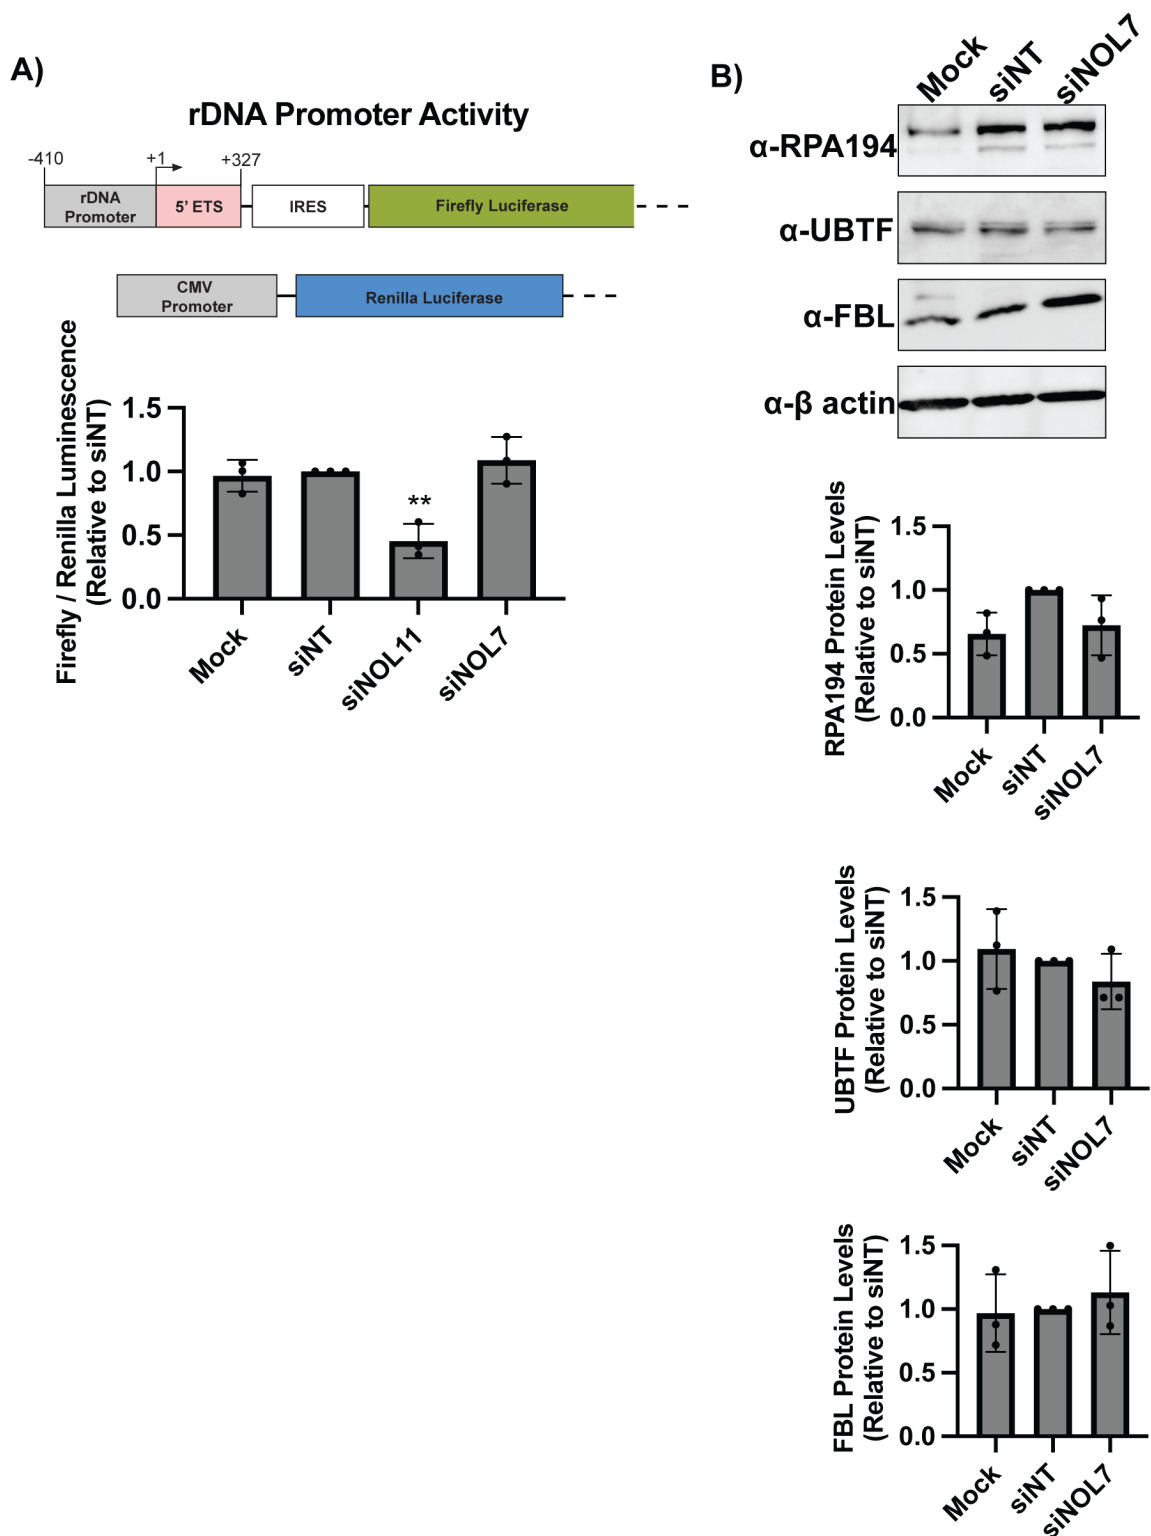 A)
rDNA Promoter Activity
-410
+1
+327
rDNA
Promoter
5' ETS
IRES
Firefly Luciferase
CMV
Promoter
Renilla Luciferase
Firefly / Renilla Luminescence
(Relative to siNT)
1.5
1.0
0.5
0.0
**
Mock
siNT
siNOL11
siNOL7
B)
Mock
siNT
siNOL7
α-RPA194
α-UBTF
α-FBL
α-β actin
RPA194 Protein Levels
(Relative to siNT)
1.5
1.0
0.5
0.0
Mock
siNT
siNOL7
UBTF Protein Levels
(Relative to siNT)
1.5
1.0
0.5
0.0
Mock
siNT
siNOL7
FBL Protein Levels
(Relative to siNT)
1.5
1.0
0.5
0.0
Mock
siNT
siNOL7